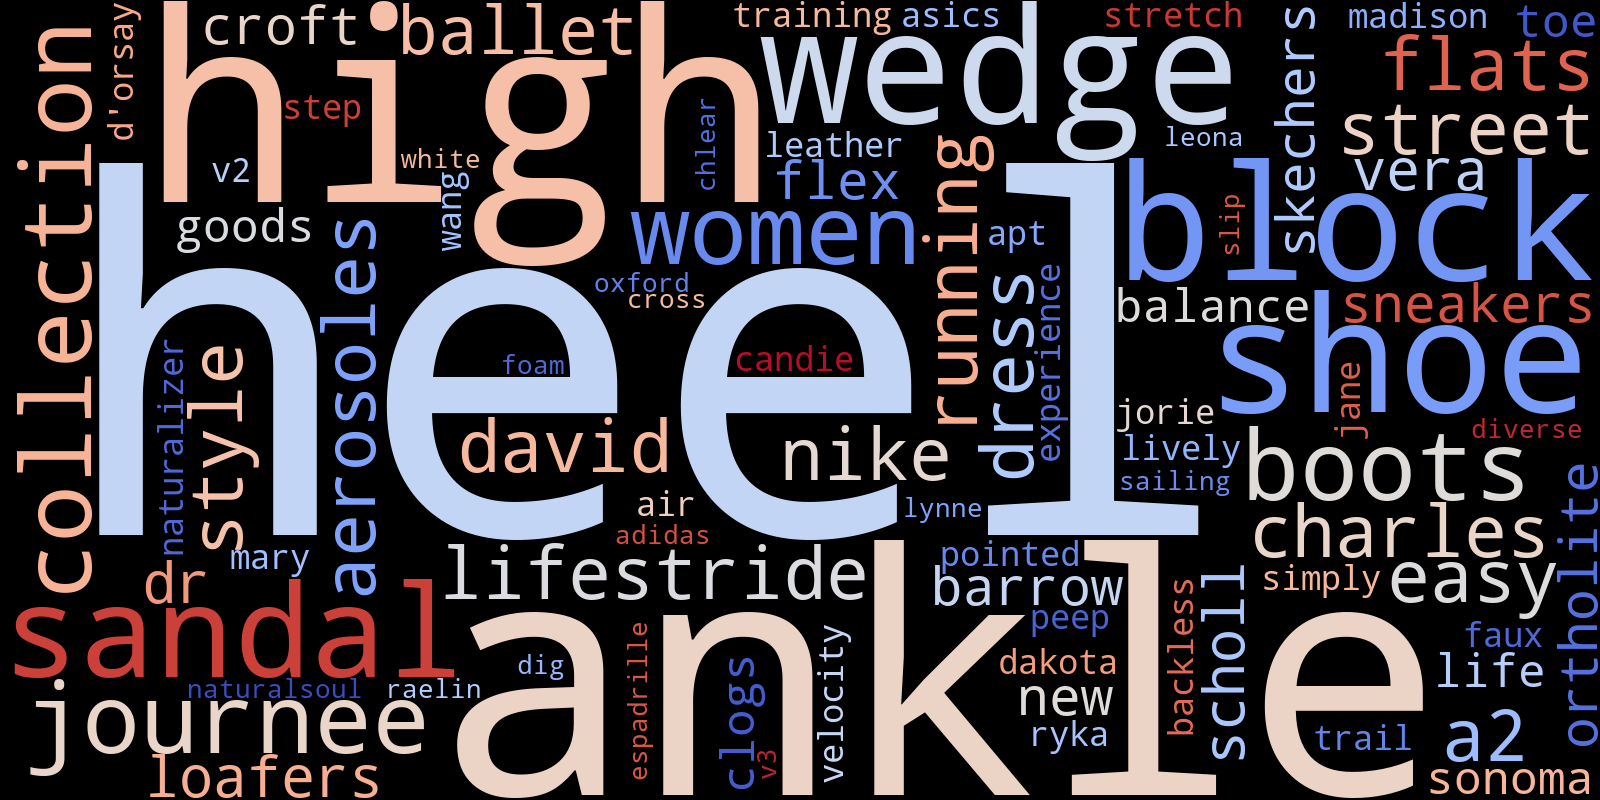 croft
ballet
training
asics
stretch
madison
toe
d'orsay
high
wedge
skechers
flats
step
chlear
street
collection
v2
white
leather
leona
wang
flex
running
vera
goods
women
apt
slip
block
aerosoles
heel
oxford
cross
dress
experience
balance
sneakers
shoe
naturalizer
style
foam
candie
jane
jorie
diverse
david
nike
lively
boots
sailing
air
lynne
adidas
charles
ortholite
mary
lifestride
pointed
dr
barrow
simply
easy
sandal
ankle
peep
backless
scholl
faux
dig
espadrille
clogs
velocity
dakota
life
naturalsoul
raelin
new
journee
ryka
trail
a2
v3
loafers
sonoma